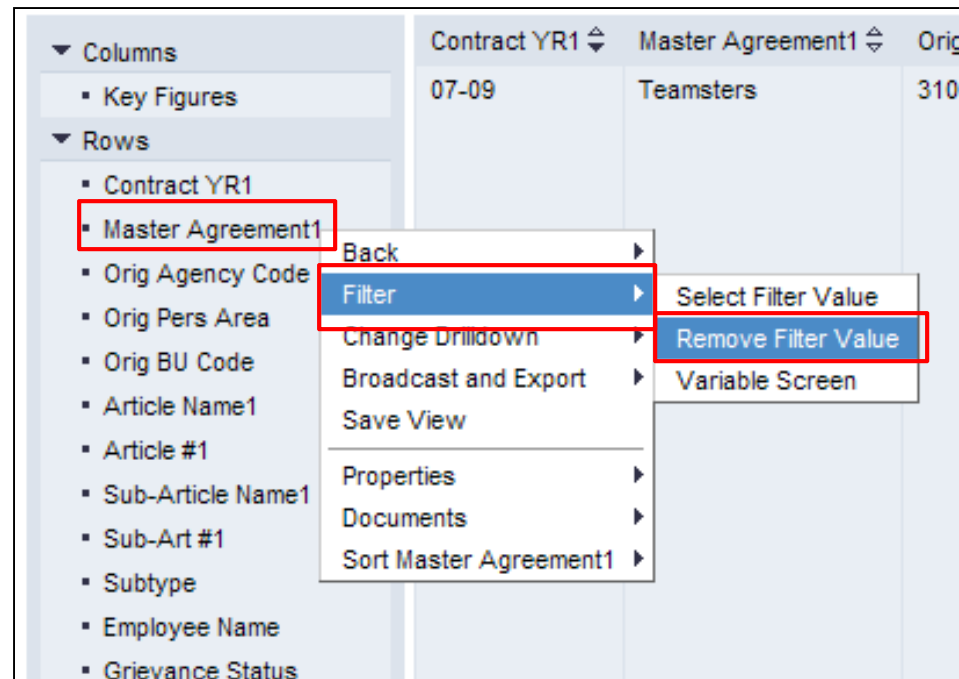 Columns
Key Figures
Rows
Contract YR1
Master Agreement1
Orig Agency Code
Orig Pers Area
Orig BU Code
Article Name1
Article #1
Sub-Article Name1
Sub-Art #1
Subtype
Employee Name
Grievance Status
Contract YR1 Master Agreement1 Orig
07-09 Teamsters 310
Back
Filter
Change Drilldown
Broadcast and Export
Save View
Properties
Documents
Sort Master Agreement1
Select Filter Value
Remove Filter Value
Variable Screen